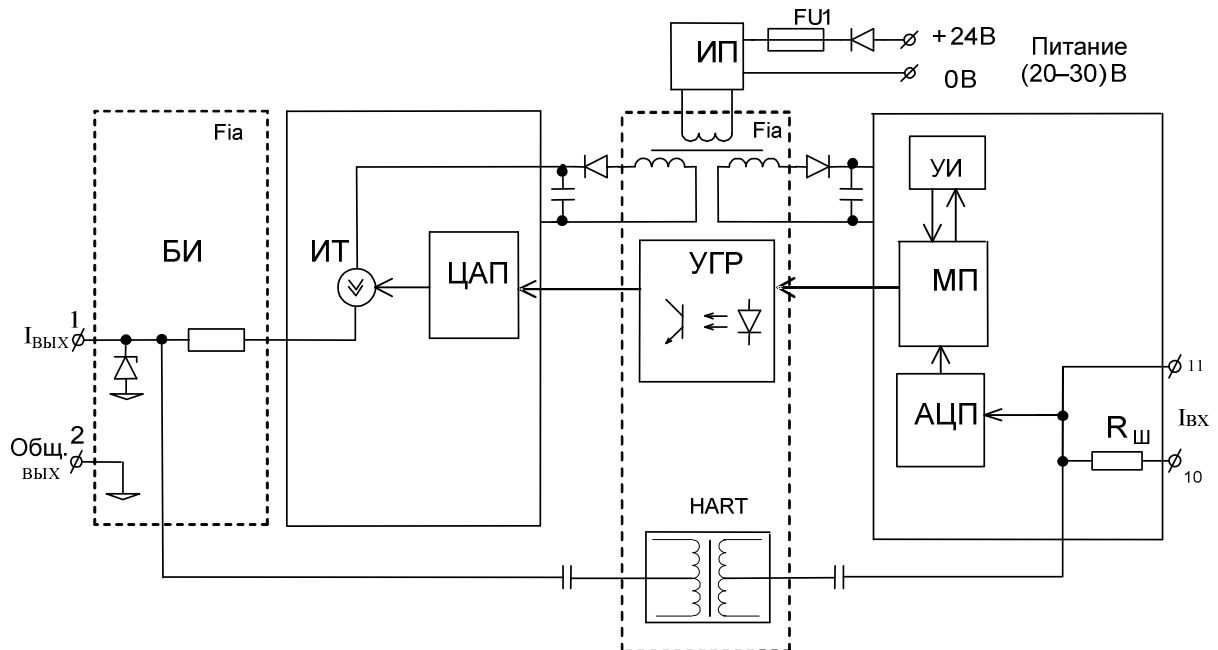 FU1
+24В
ИП
Питание
(20–30)В
0В
Fia
Fia
УИ
БИ
ИТ
ЦАП
УГР
МП
1
IВЫХ
11
АЦП
IВХ
RШ
2
Общ.
ВЫХ
10
HART